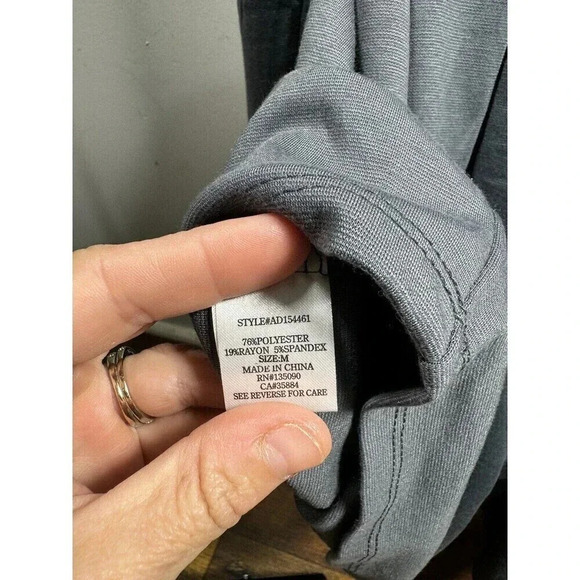 STYLE#AD154461
76%POLYESTER
19%RAYON 5%SPANDEX
SIZE:M
MADE IN CHINA
RN#135090
CA#35884
SEE REVERSE FOR CARE